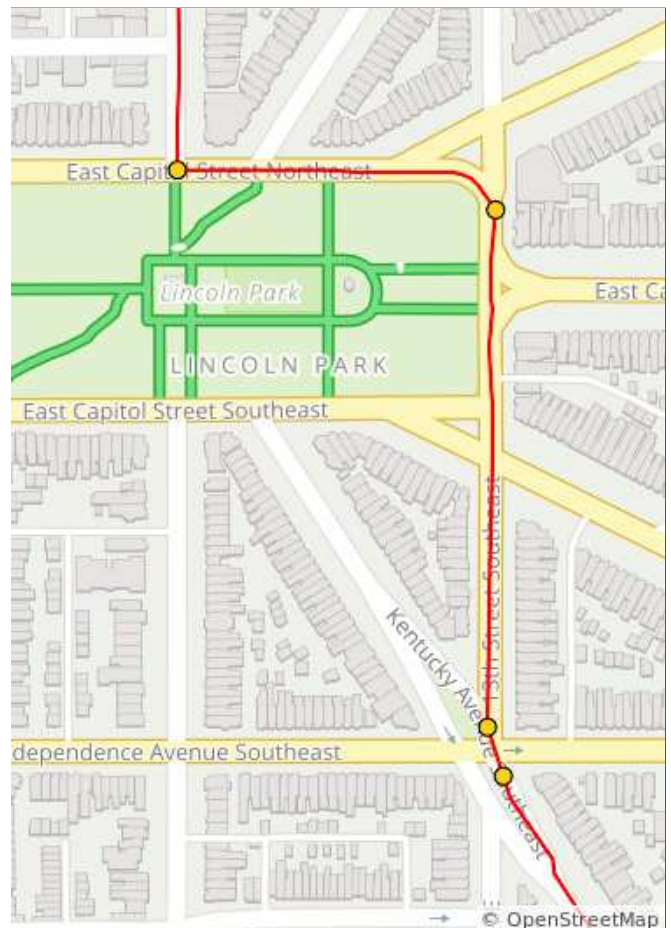 East Capitol Street Northeast
Lincoln Park
East Ca
LINCOLN PARK
East Capitol Street Southeast
13th Street Southeast
Kentucky Avenue Southeast
dependence Avenue Southeast
© OpenStreetMap